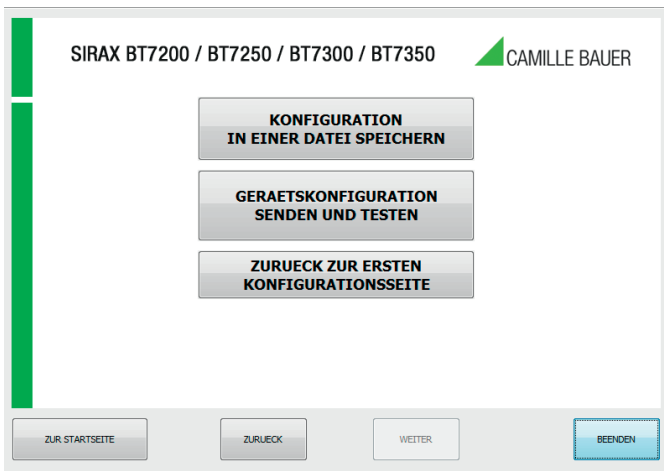 SIRAX BT7200 / BT7250 / BT7300 / BT7350
CAMILLE BAUER
KONFIGURATION
IN EINER DATEI SPEICHERN
GERAETSKONFIGURATION
SENDEN UND TESTEN
ZURUECK ZUR ERSTEN
KONFIGURATIONSSEITE
ZUR STARTSEITE
ZURUECK
WEITER
BEENDEN